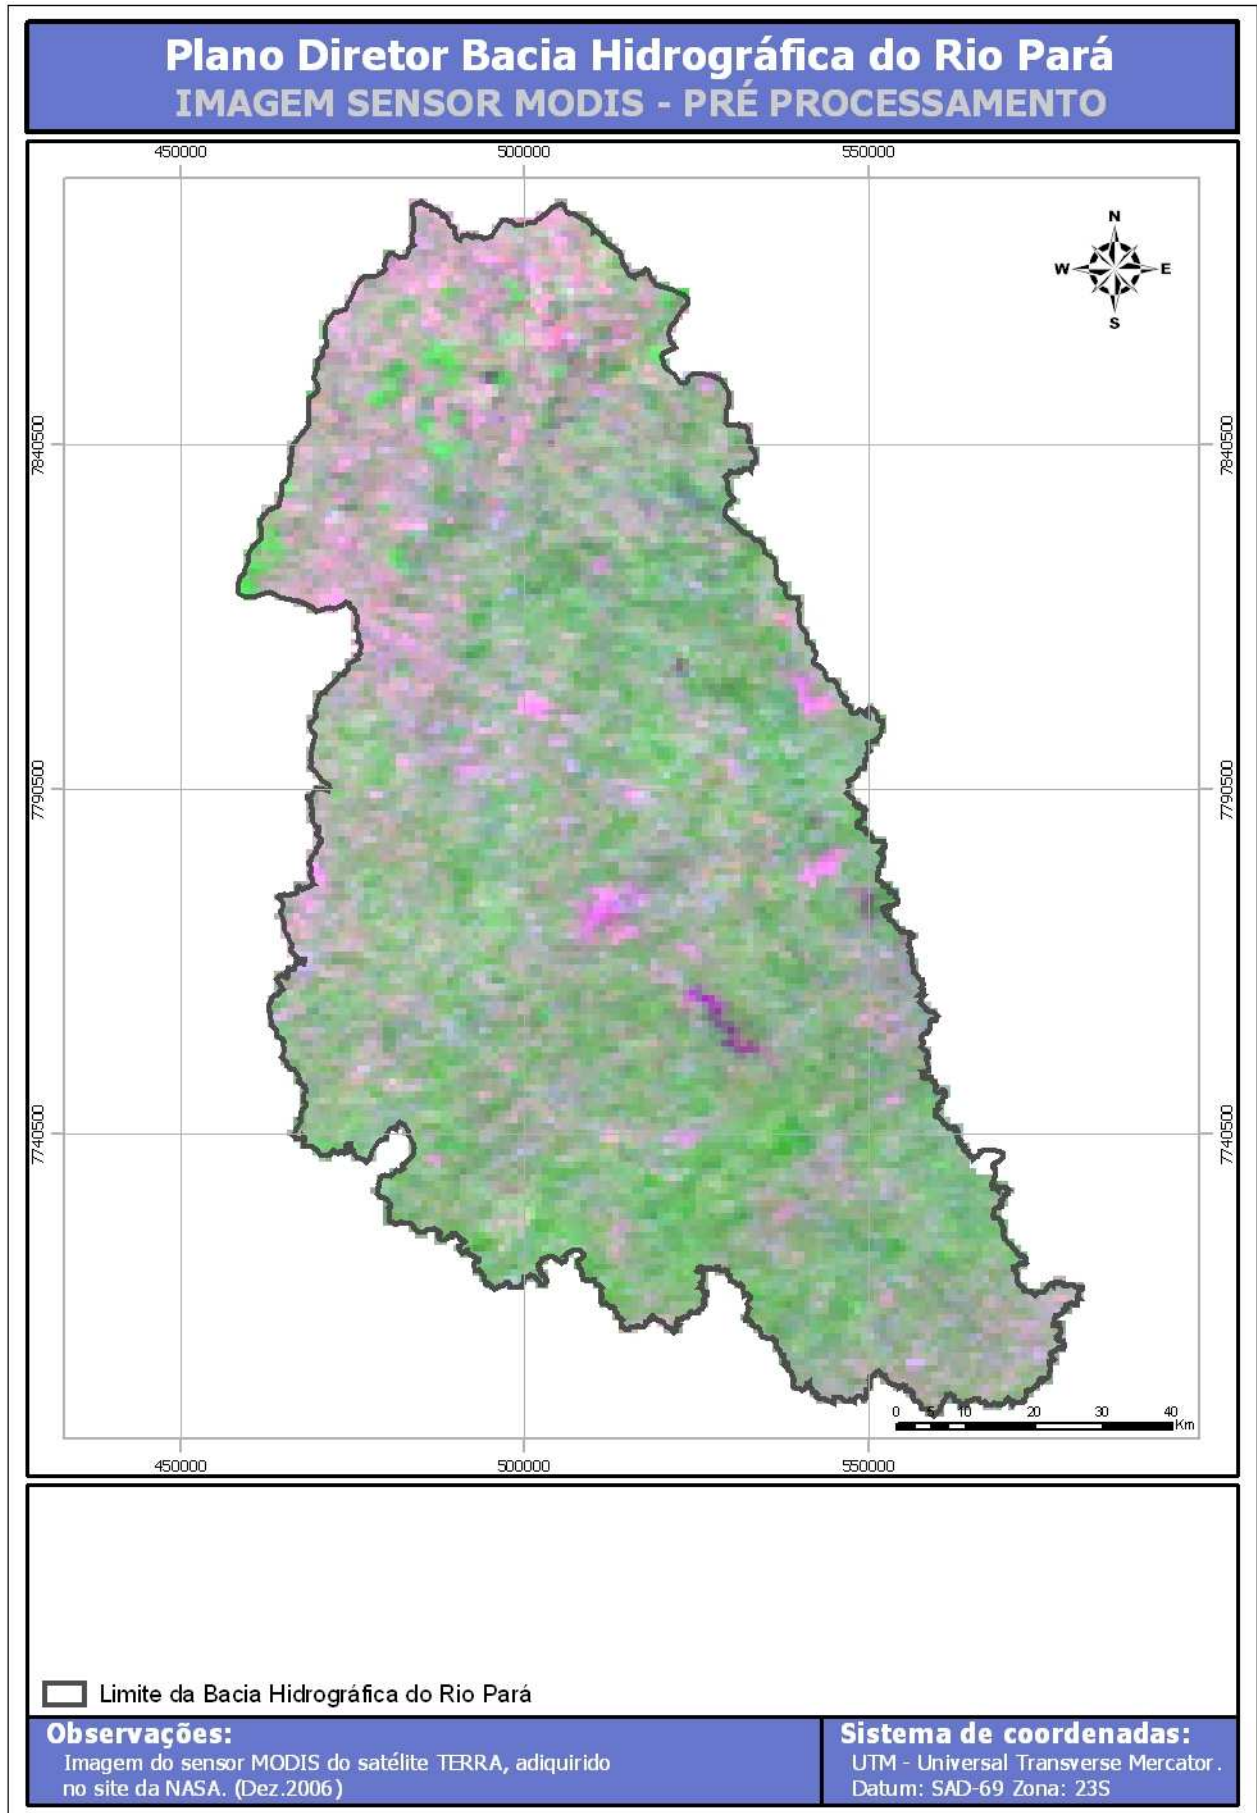 Plano Diretor Bacia Hidrográfica do Rio Pará
IMAGEM SENSOR MODIS - PRÉ PROCESSAMENTO
450000 500000 550000
N
W E
S
7840500 7840500
7790500 7790500
7740500 7740500
0 5 10 20 30 40
Km
450000 500000 550000
Limite da Bacia Hidrográfica do Rio Pará
Observações:
Imagem do sensor MODIS do satélite TERRA, adiquirido
no site da NASA. (Dez.2006)
Sistema de coordenadas:
UTM - Universal Transverse Mercator.
Datum: SAD-69 Zona: 23S